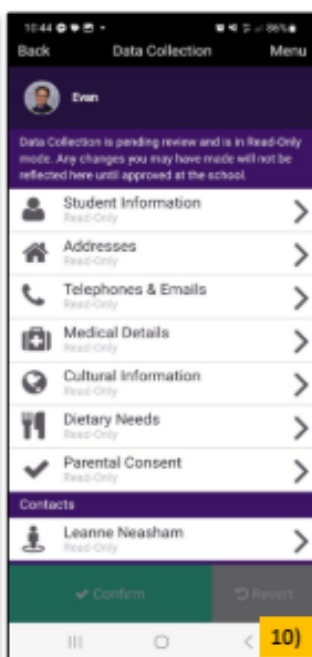 10:44 86%
Back Data Collection Menu
Evan
Data Collection is pending review and is in Read-Only
mode. Any changes you may have made will not be
reflected here until approved at the school.
Student Information
Read-Only
Addresses
Read-Only
Telephones & Emails
Read-Only
Medical Details
Read-Only
Cultural Information
Read-Only
Dietary Needs
Read-Only
Parental Consent
Read-Only
Contacts
Leanne Neasham
Read-Only
Confirm Revert
10)